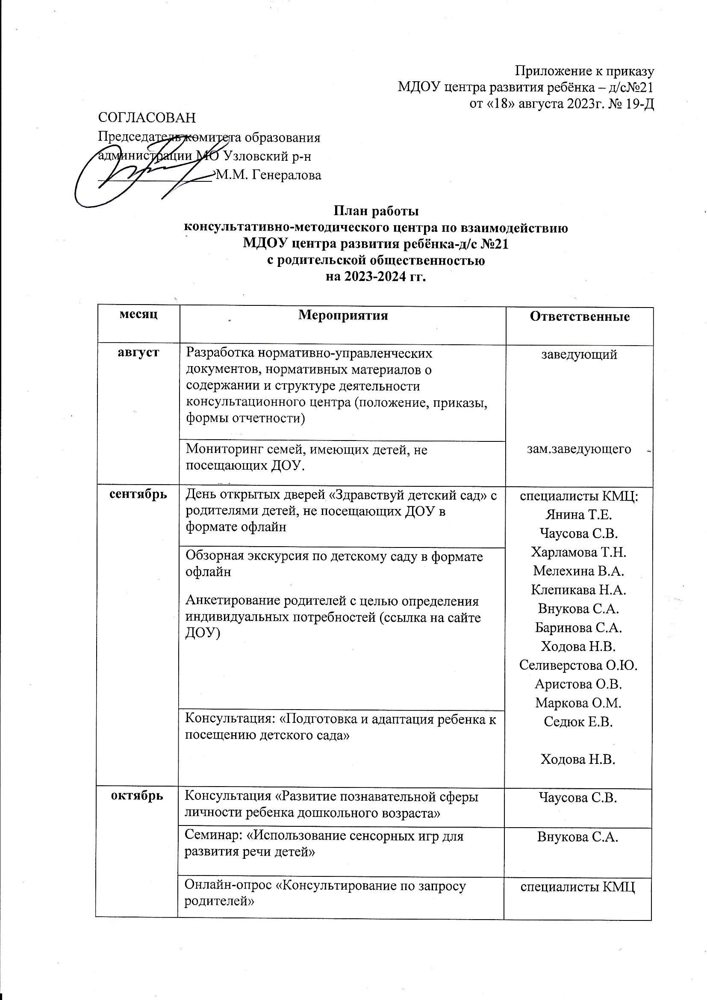 Приложение к приказу
МДОУ центра развития ребёнка – д/с№21
от «18» августа 2023г. № 19-Д
СОГЛАСОВАН
Председатель комитета образования
администрации МО Узловский р-н
_______________ М.М. Генералова
План работы
консультативно-методического центра по взаимодействию
МДОУ центра развития ребёнка-д/с №21
с родительской общественностью
на 2023-2024 гг.
месяц
Мероприятия
Ответственные
август
Разработка нормативно-управленческих
документов, нормативных материалов о
содержании и структуре деятельности
консультационного центра (положение, приказы,
формы отчетности)
заведующий
Мониторинг семей, имеющих детей, не
посещающих ДОУ.
зам.заведующего
сентябрь
День открытых дверей «Здравствуй детский сад» с
родителями детей, не посещающих ДОУ в
формате офлайн
Обзорная экскурсия по детскому саду в формате
офлайн
Анкетирование родителей с целью определения
индивидуальных потребностей (ссылка на сайте
ДОУ)
Консультация: «Подготовка и адаптация ребенка к
посещению детского сада»
специалисты КМЦ:
Янина Т.Е.
Чаусова С.В.
Харламова Т.Н.
Мелехина В.А.
Клепикава Н.А.
Внукова С.А.
Баринова С.А.
Ходова Н.В.
Селиверстова О.Ю.
Аристова О.В.
Маркова О.М.
Седюк Е.В.
Ходова Н.В.
октябрь
Консультация «Развитие познавательной сферы
личности ребенка дошкольного возраста»
Чаусова С.В.
Семинар: «Использование сенсорных игр для
развития речи детей»
Внукова С.А.
Онлайн-опрос «Консультирование по запросу
родителей»
специалисты КМЦ